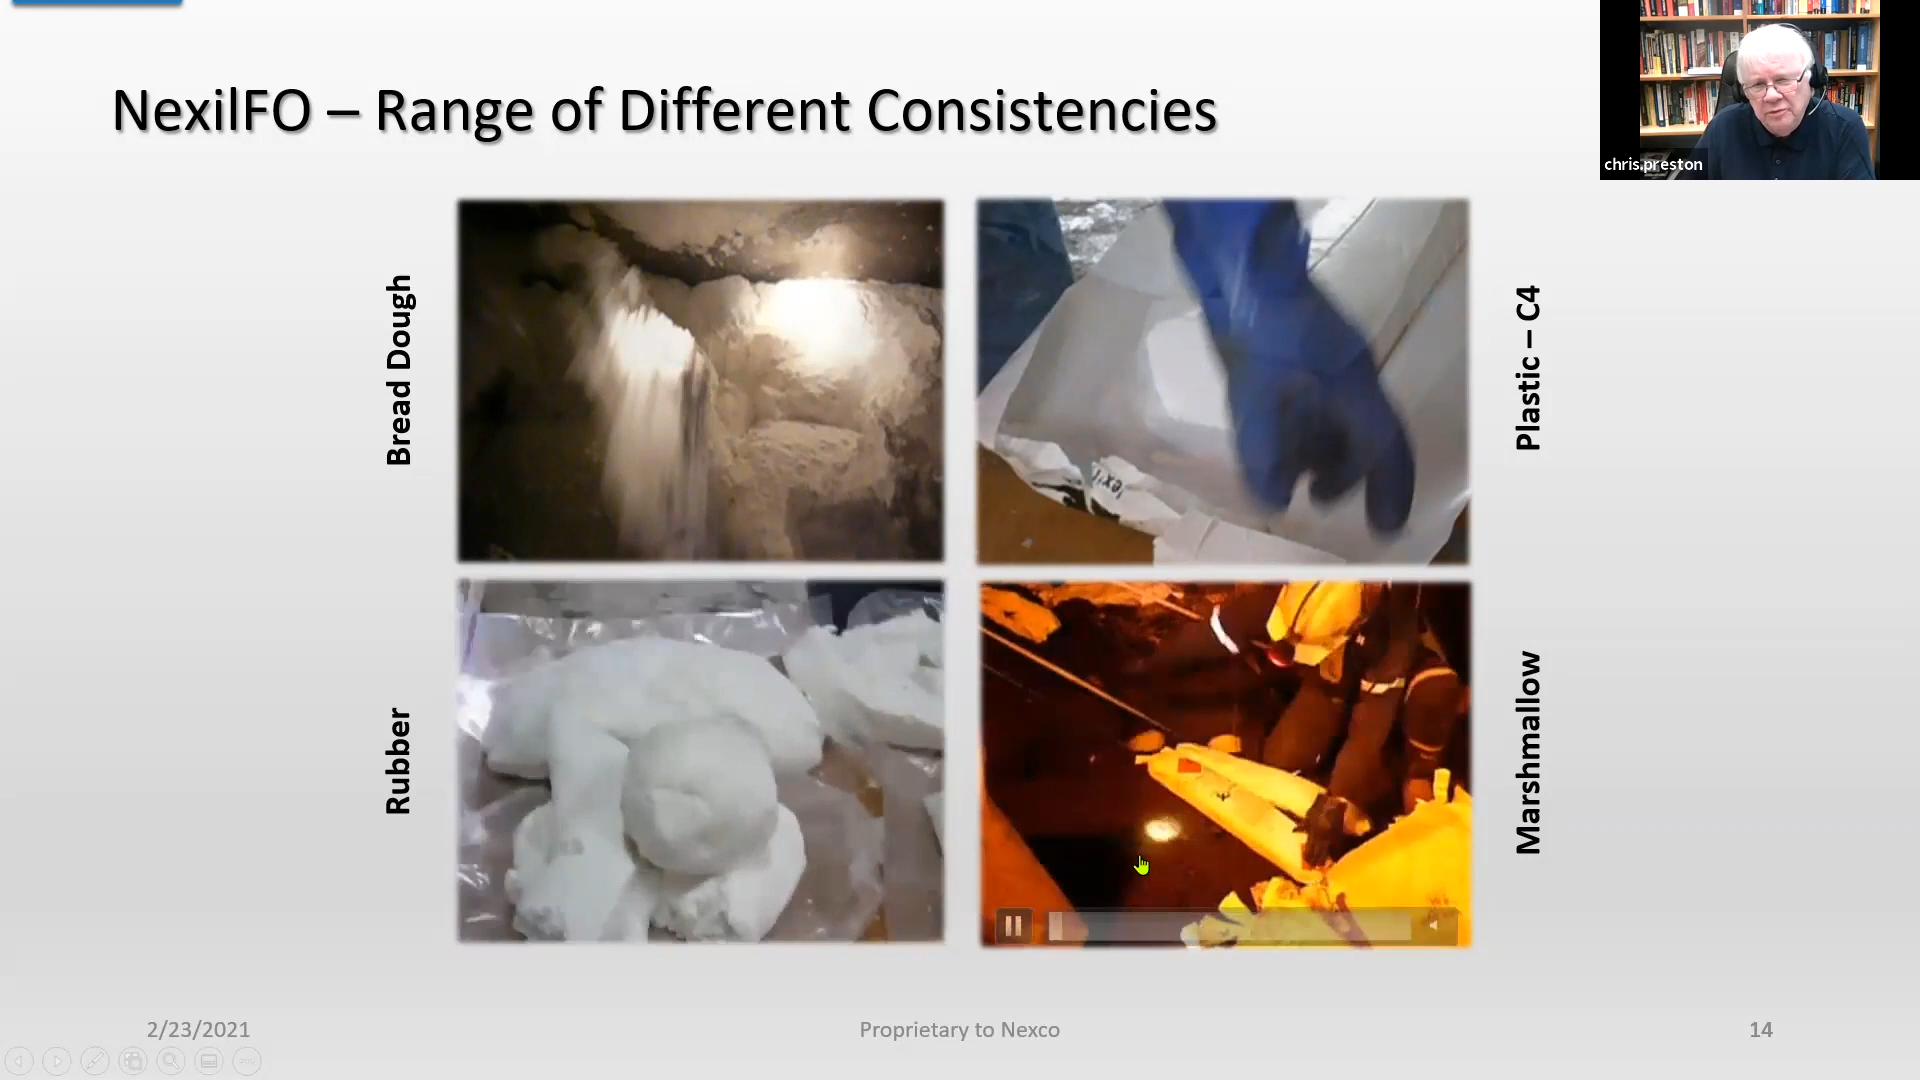 NexilFO – Range of Different Consistencies
chris.preston
Bread Dough
Plastic – C4
Rubber
Marshmallow
2/23/2021
Proprietary to Nexco
14